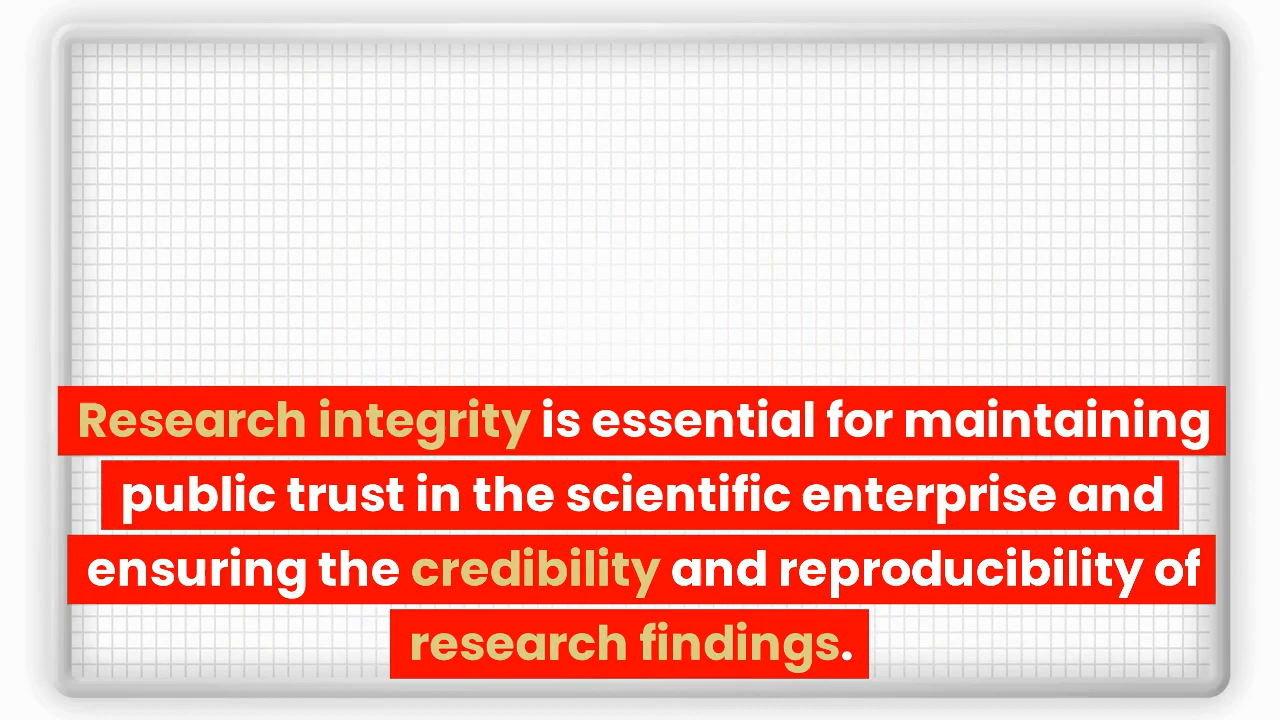 Research integrity is essential for maintaining
public trust in the scientific enterprise and
ensuring the credibility and reproducibility of
research findings.